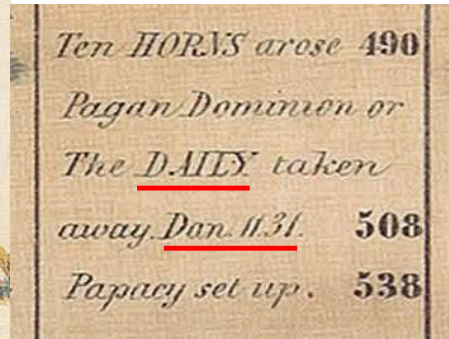 Ten HORNS arose 490
Pagan Dominion or
The DAILY taken
away. Dan. 11.31. 508
Papacy set up. 538